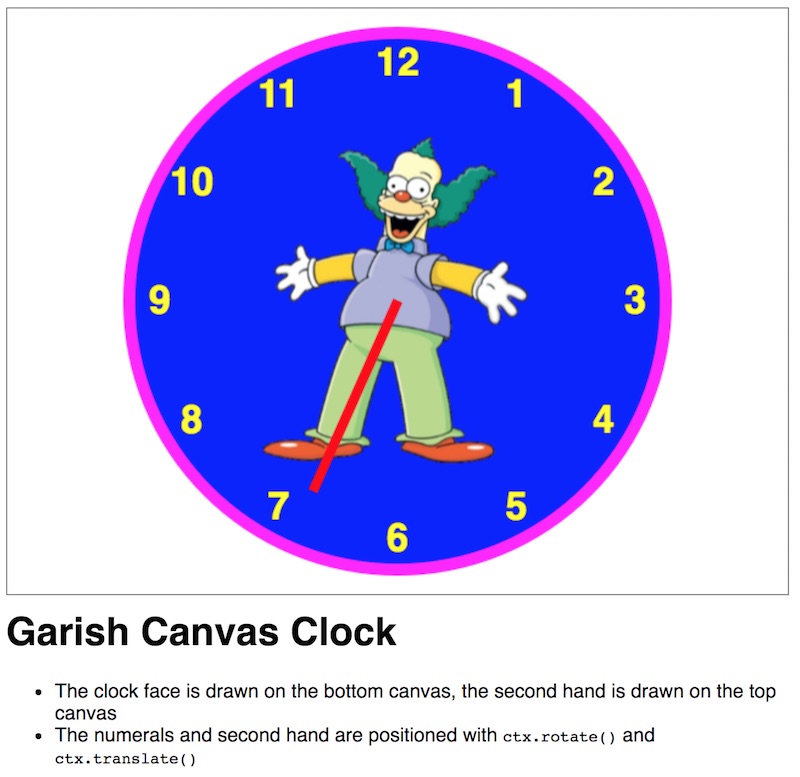 12
11
1
10
2
9
3
8
4
7
5
6
Garish Canvas Clock
• The clock face is drawn on the bottom canvas, the second hand is drawn on the top
canvas
• The numerals and second hand are positioned with ctx.rotate() and
ctx.translate()